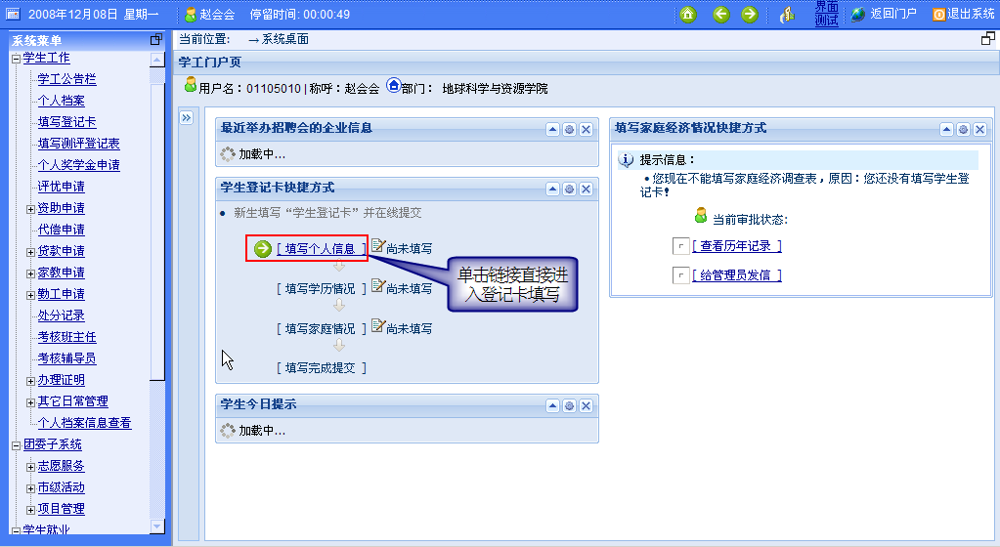 2008年12月08日 星期一
赵会会
停留时间: 00:00:49
界面
测试
返回门户
退出系统
系统菜单
学生工作
学工公告栏
个人档案
填写登记卡
填写测评登记表
个人奖学金申请
评优申请
资助申请
代偿申请
贷款申请
家教申请
勤工申请
处分记录
考核班主任
考核辅导员
办理证明
其它日常管理
个人档案信息查看
团委子系统
志愿服务
市级活动
项目管理
学生就业
当前位置: →系统桌面
学工门户页
用户名：01105010 | 称呼：赵会会 部门： 地球科学与资源学院
最近举办招聘会的企业信息
加载中...
学生登记卡快捷方式
• 新生填写“学生登记卡”并在线提交
[ 填写个人信息 ] 尚未填写
[ 填写学历情况 ] 尚未填写
[ 填写家庭情况 ] 尚未填写
[ 填写完成提交 ]
单击链接直接进
入登记卡填写
学生今日提示
加载中...
填写家庭经济情况快捷方式
提示信息：
• 您现在不能填写家庭经济调查表，原因：您还没有填写学生登
记卡！
当前审批状态:
[ 查看历年记录 ]
[ 给管理员发信 ]